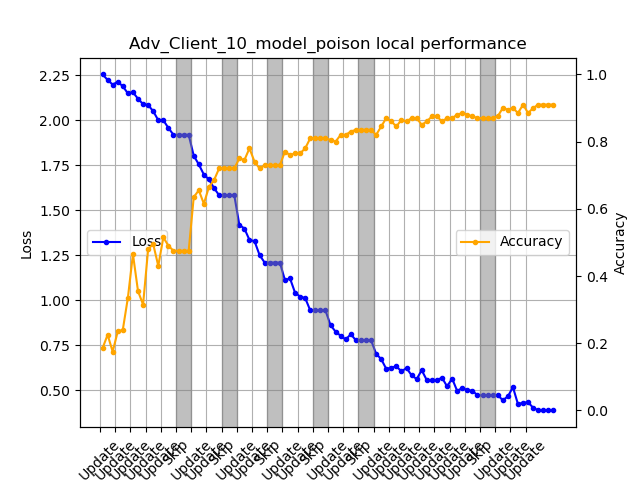 Adv_Client_10_model_poison local performance
2.25
2.00
1.75
1.50
1.25
1.00
0.75
0.50
Loss
Loss
Accuracy
1.0
0.8
0.6
0.4
0.2
0.0
Accuracy
Update
Update
Update
Update
Update
Skip
Update
Update
Skip
Update
Update
Skip
Update
Update
Skip
Update
Update
Skip
Update
Update
Update
Update
Update
Update
Update
Skip
Update
Update
Update